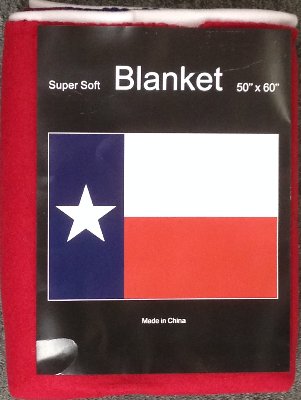 Super Soft Blanket 50" x 60"
Made in China